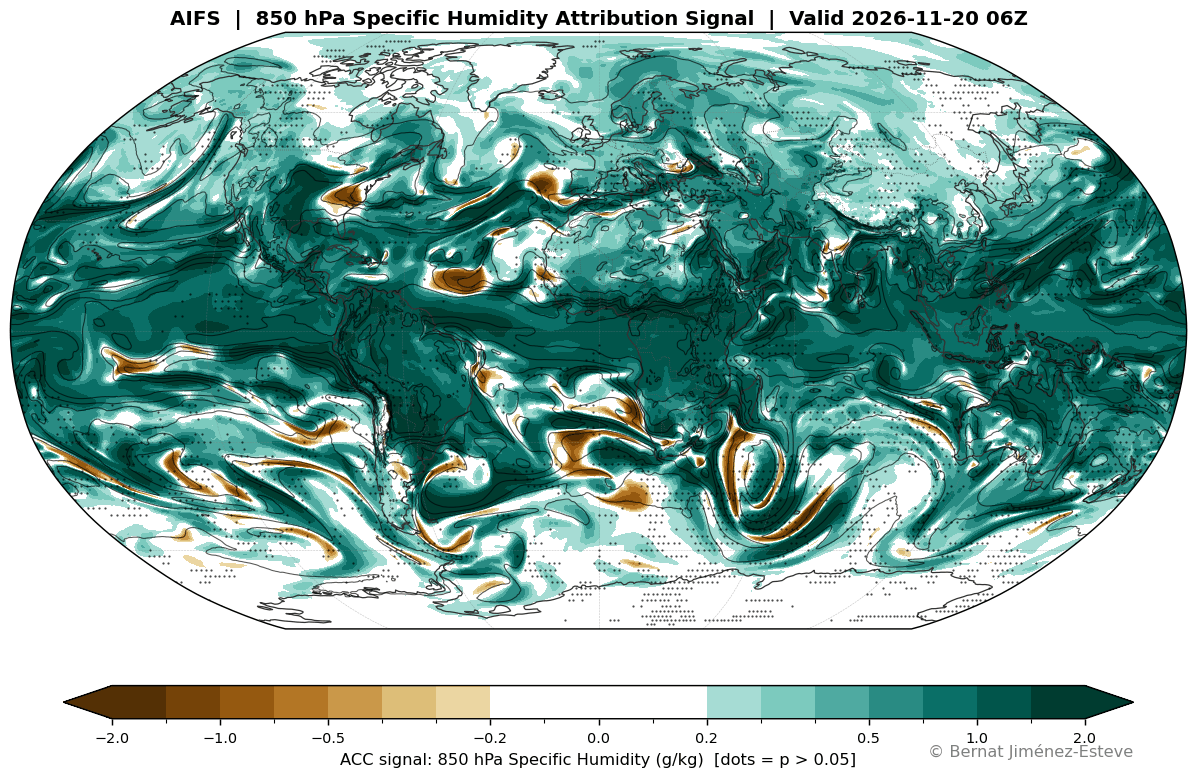 AIFS | 850 hPa Specific Humidity Attribution Signal | Valid 2026-11-20 06Z
−2.0 −1.0 −0.5 −0.2 0.0 0.2 0.5 1.0 2.0
ACC signal: 850 hPa Specific Humidity (g/kg) [dots = p > 0.05]
© Bernat Jiménez-Esteve